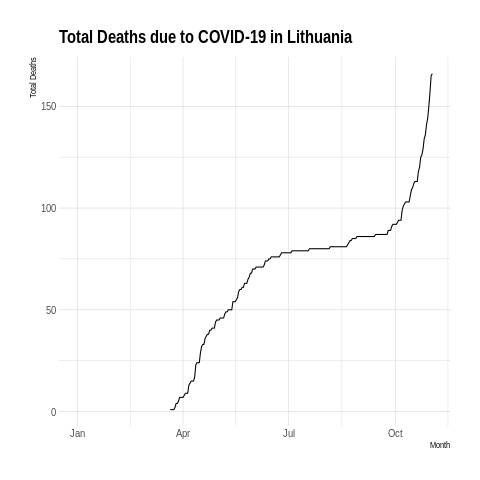 Total Deaths due to COVID-19 in Lithuania
Total Deaths
150
100
50
0
Jan Apr Jul Oct
Month